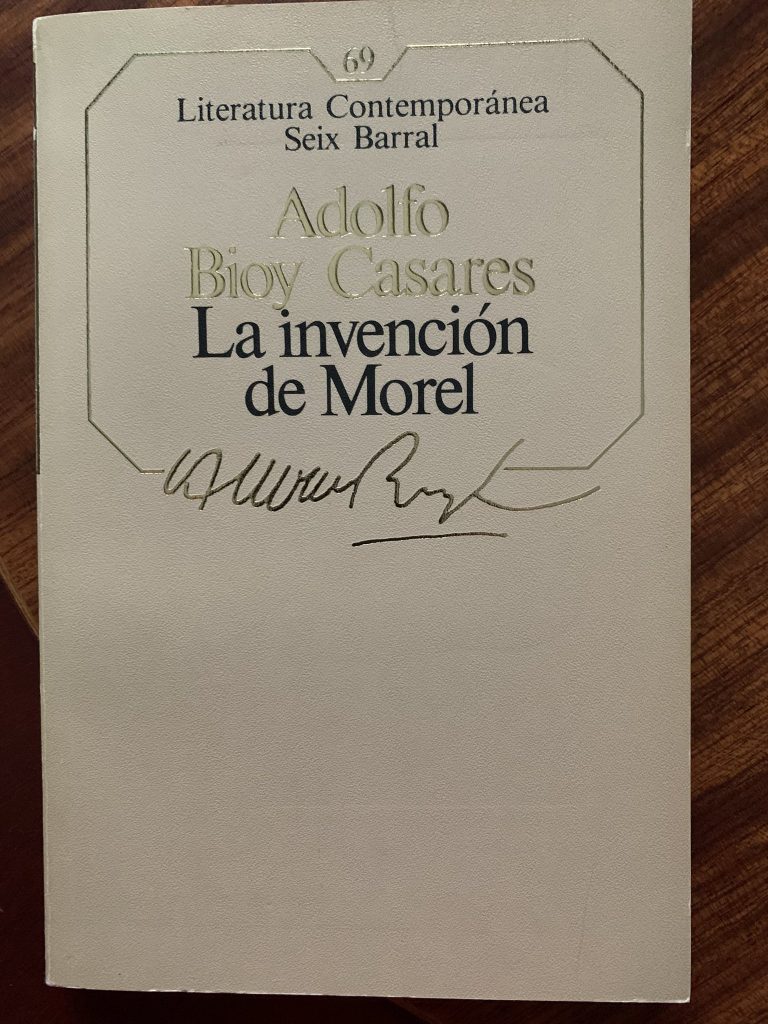 69
Literatura Contemporánea
Seix Barral
Adolfo
Bioy Casares
La invención
de Morel